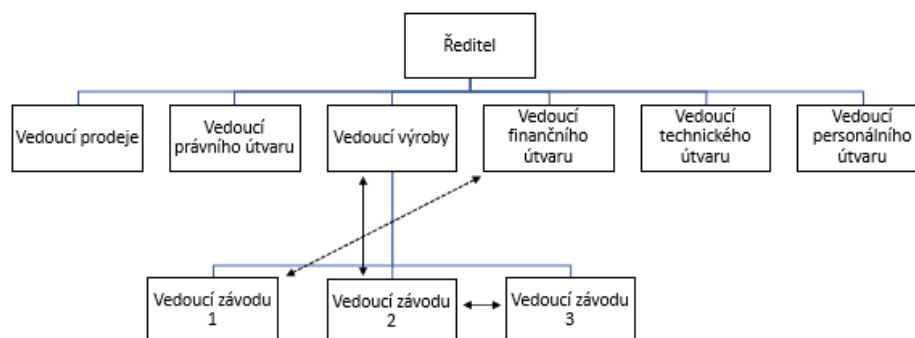 Ředitel
Vedoucí prodeje
Vedoucí
právního útvaru
Vedoucí výroby
Vedoucí
finančního
útvaru
Vedoucí
technického
útvaru
Vedoucí
personálního
útvaru
Vedoucí závodu
1
Vedoucí závodu
2
Vedoucí závodu
3